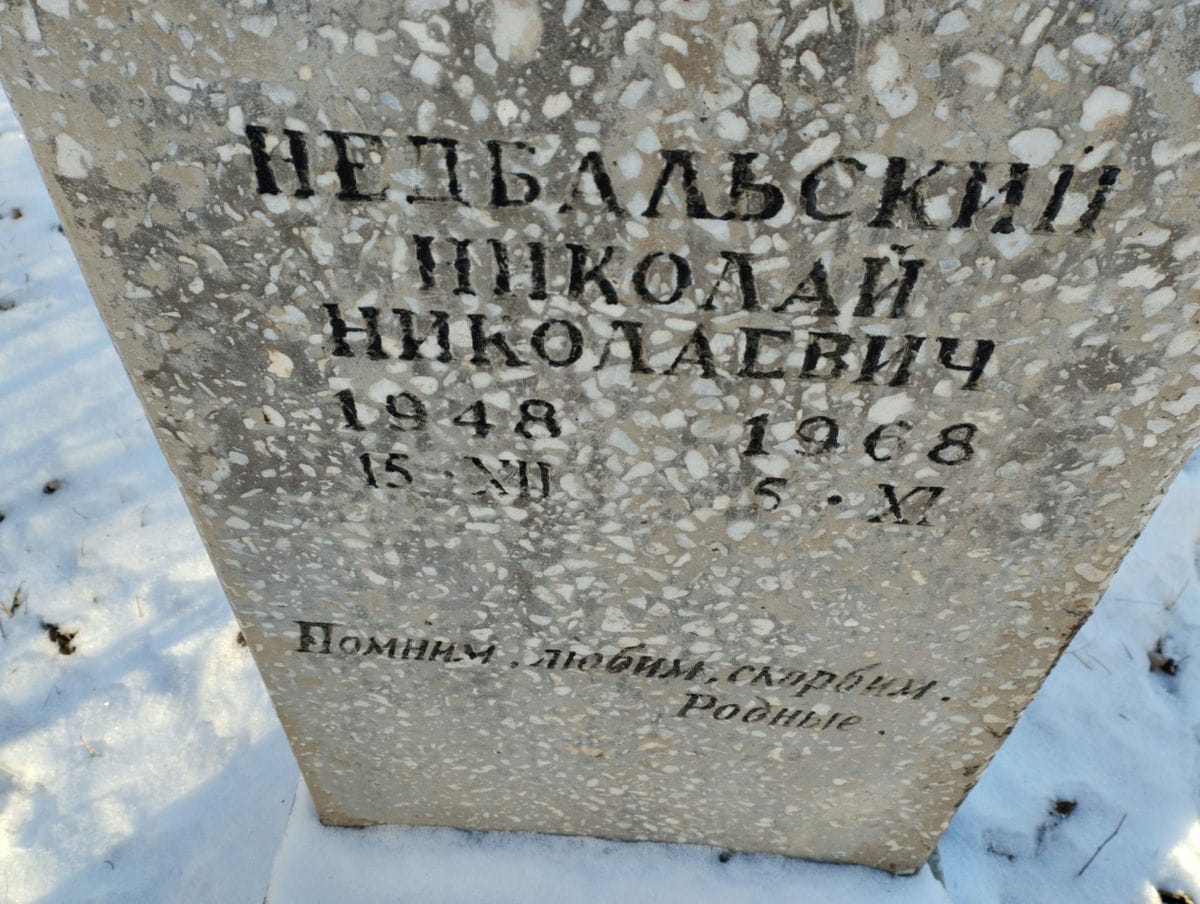 НЕДБАЛЬСКИЙ
НИКОЛАЙ
НИКОЛАЕВИЧ
1948 1968
15 · XII 5 · XI
Помним, любим, скорбим.
Родные.